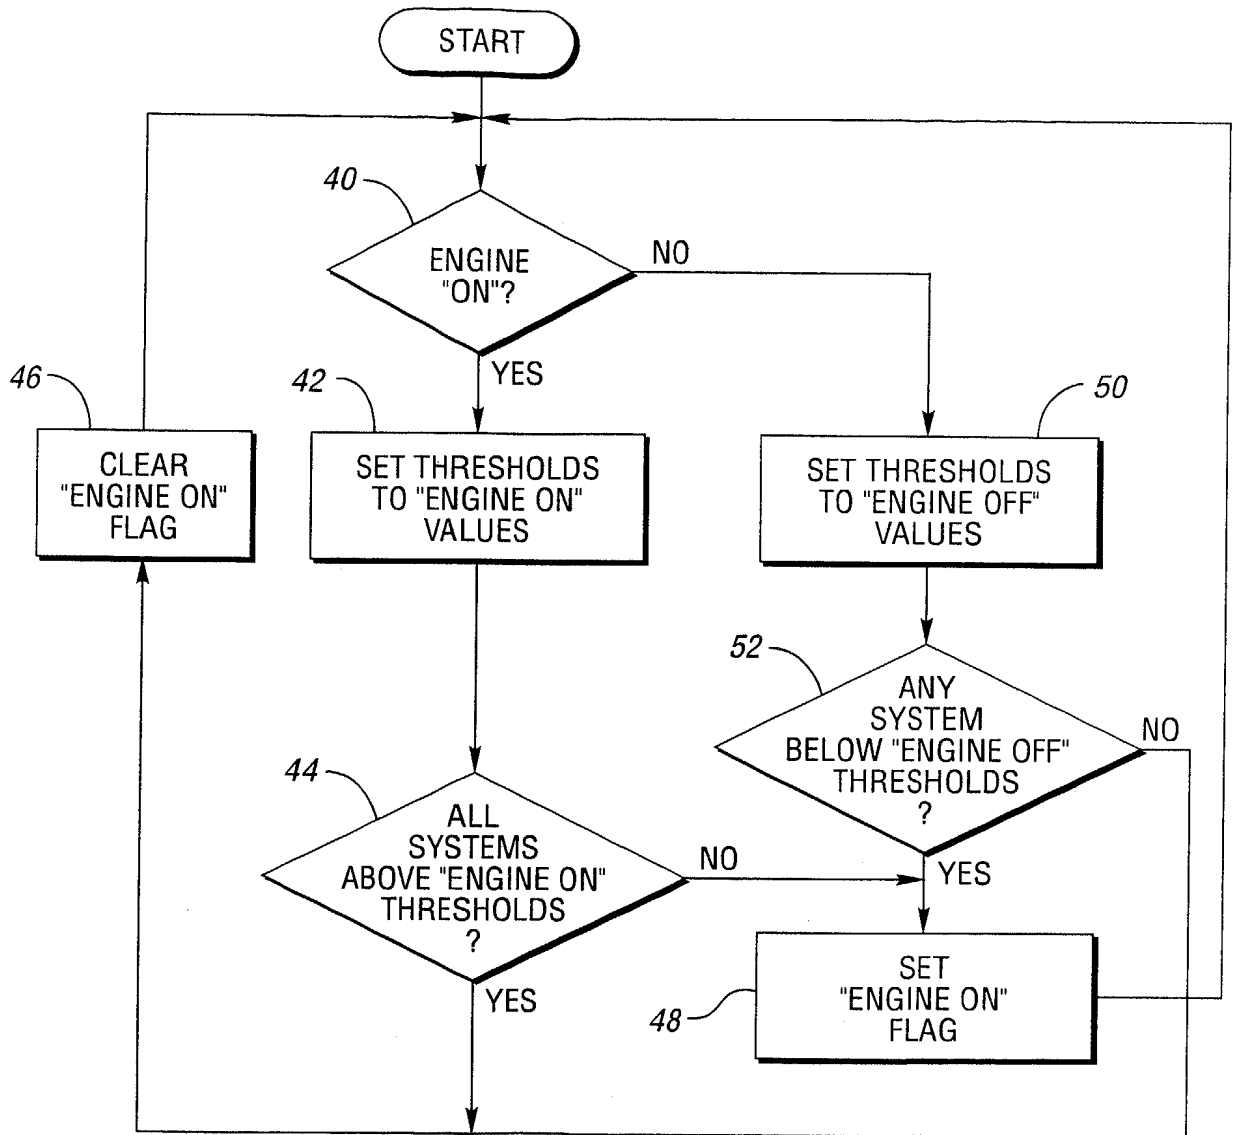 START
40
ENGINE
"ON"?
NO
YES
46
CLEAR
"ENGINE ON"
FLAG
42
SET THRESHOLDS
TO "ENGINE ON"
VALUES
50
SET THRESHOLDS
TO "ENGINE OFF"
VALUES
52
ANY
SYSTEM
BELOW "ENGINE OFF"
THRESHOLDS
?
NO
YES
44
ALL
SYSTEMS
ABOVE "ENGINE ON"
THRESHOLDS
?
NO
YES
48
SET
"ENGINE ON"
FLAG